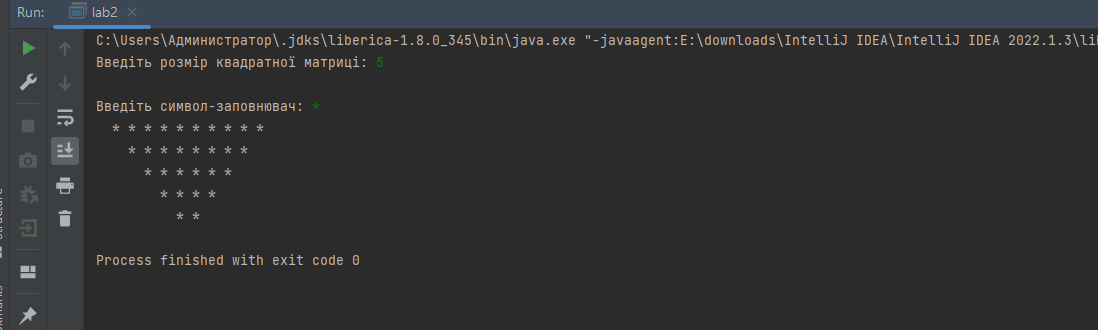 Run: lab2
C:\Users\Администратор\.jdks\liberica-1.8.0_345\bin\java.exe "-javaagent:E:\downloads\IntelliJ IDEA\IntelliJ IDEA 2022.1.3\li
Введіть розмір квадратної матриці: 5
Введіть символ-заповнювач: *
* * * * * * * * * *
* * * * * * * *
* * * * * *
* * * *
* *
Process finished with exit code 0